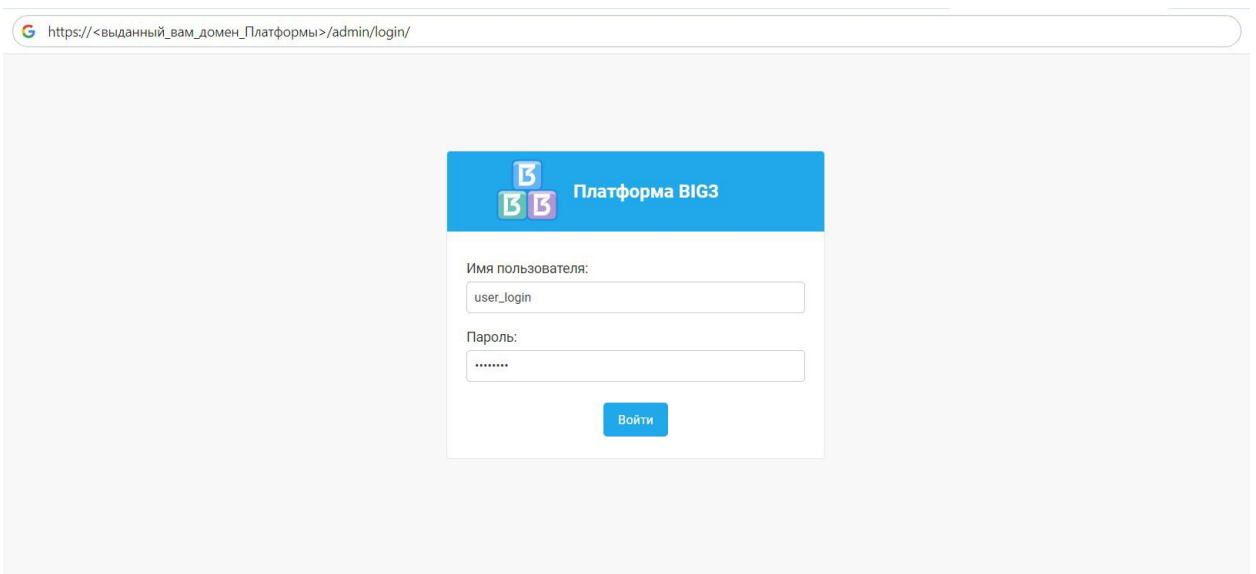 https://<выданный_вам_домен_Платформы>/admin/login/
Платформа BIG3
Имя пользователя:
user_login
Пароль:
••••••••
Войти